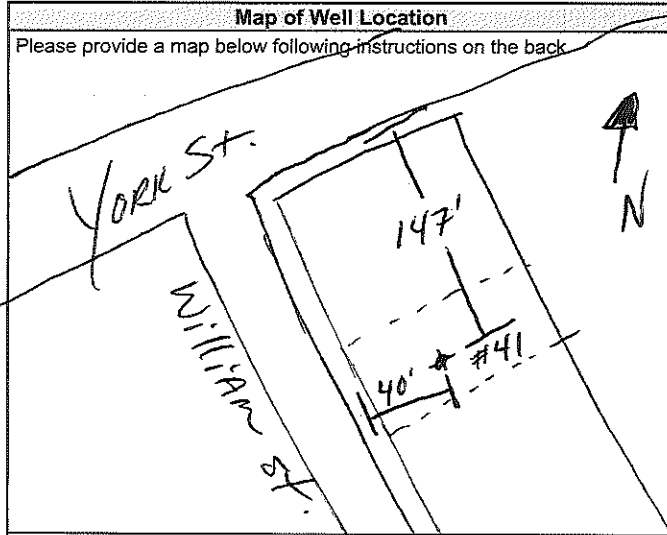 Map of Well Location
Please provide a map below following instructions on the back.
YORK St.
N
147'
William St.
40'
#41